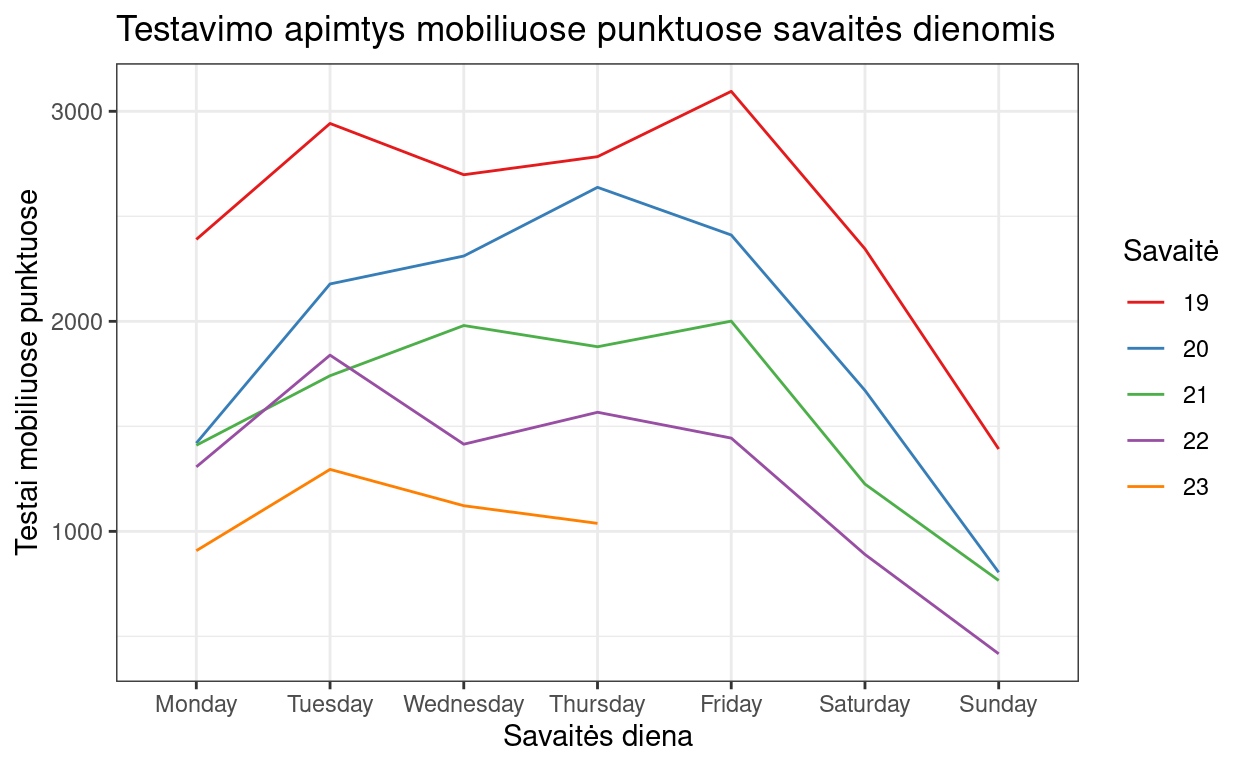 Testavimo apimtys mobiliuose punktuose savaitės dienomis
Testai mobiliuose punktuose
3000
2000
1000
Monday Tuesday Wednesday Thursday Friday Saturday Sunday
Savaitės diena
Savaitė
19
20
21
22
23